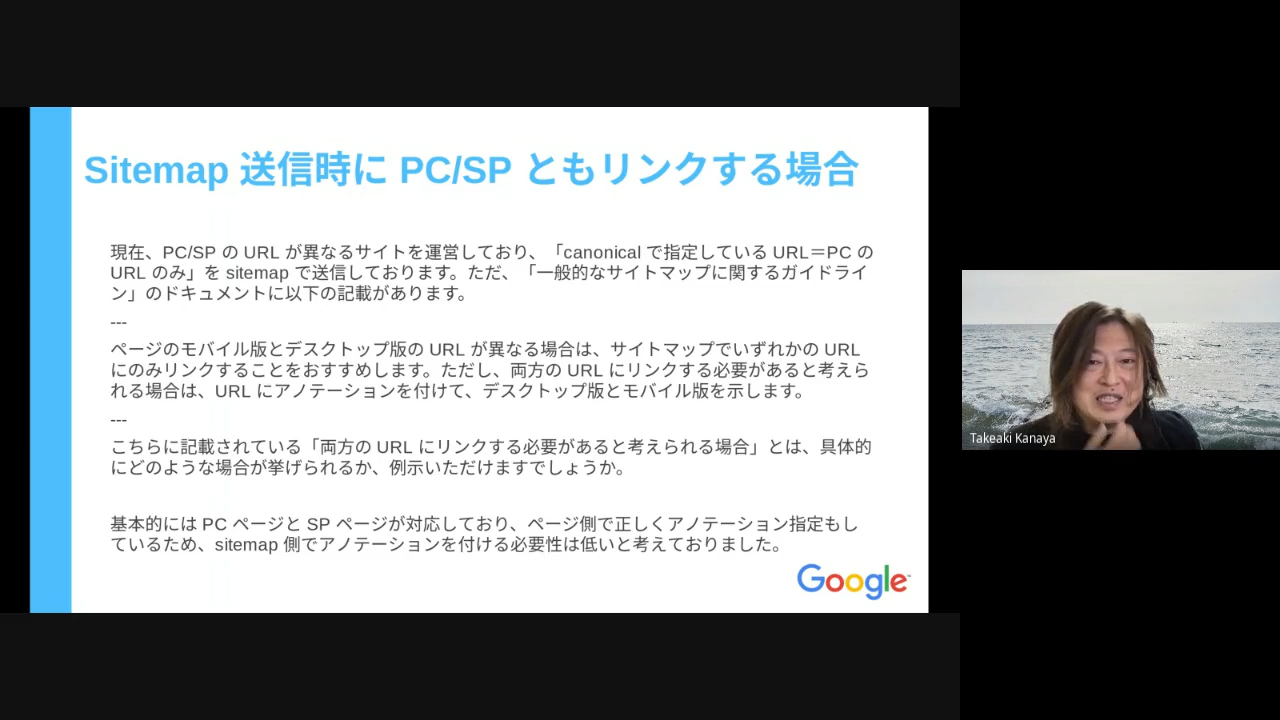 Sitemap 送信時に PC/SP ともリンクする場合
現在、PC/SP の URL が異なるサイトを運営しており、「canonical で指定している URL＝PC の
URL のみ」を sitemap で送信しております。ただ、「一般的なサイトマップに関するガイドライ
ン」のドキュメントに以下の記載があります。
---
ページのモバイル版とデスクトップ版の URL が異なる場合は、サイトマップでいずれかの URL
にのみリンクすることをおすすめします。ただし、両方の URL にリンクする必要があると考えら
れる場合は、URL にアノテーションを付けて、デスクトップ版とモバイル版を示します。
---
こちらに記載されている「両方の URL にリンクする必要があると考えられる場合」とは、具体的
にどのような場合が挙げられるか、例示いただけますでしょうか。
基本的には PC ページと SP ページが対応しており、ページ側で正しくアノテーション指定もし
ているため、sitemap 側でアノテーションを付ける必要性は低いと考えておりました。
Google
Takeaki Kanaya